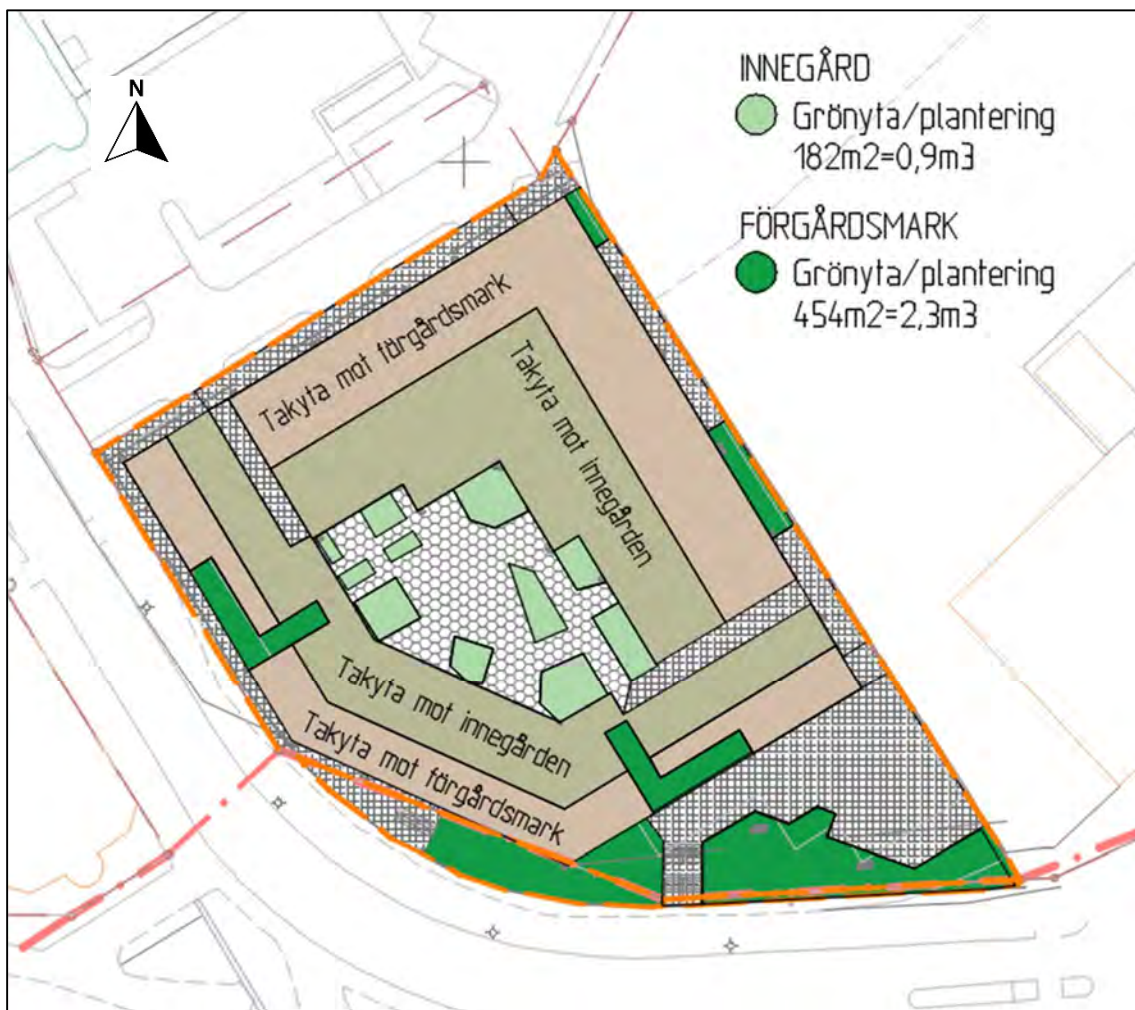 N
INNEGÅRD
Grönyta/plantering
182m2=0,9m3
FÖRGÅRDSMARK
Grönyta/plantering
454m2=2,3m3
Takyta mot förgårdsmark
Takyta mot innegården
Takyta mot innegården
Takyta mot förgårdsmark